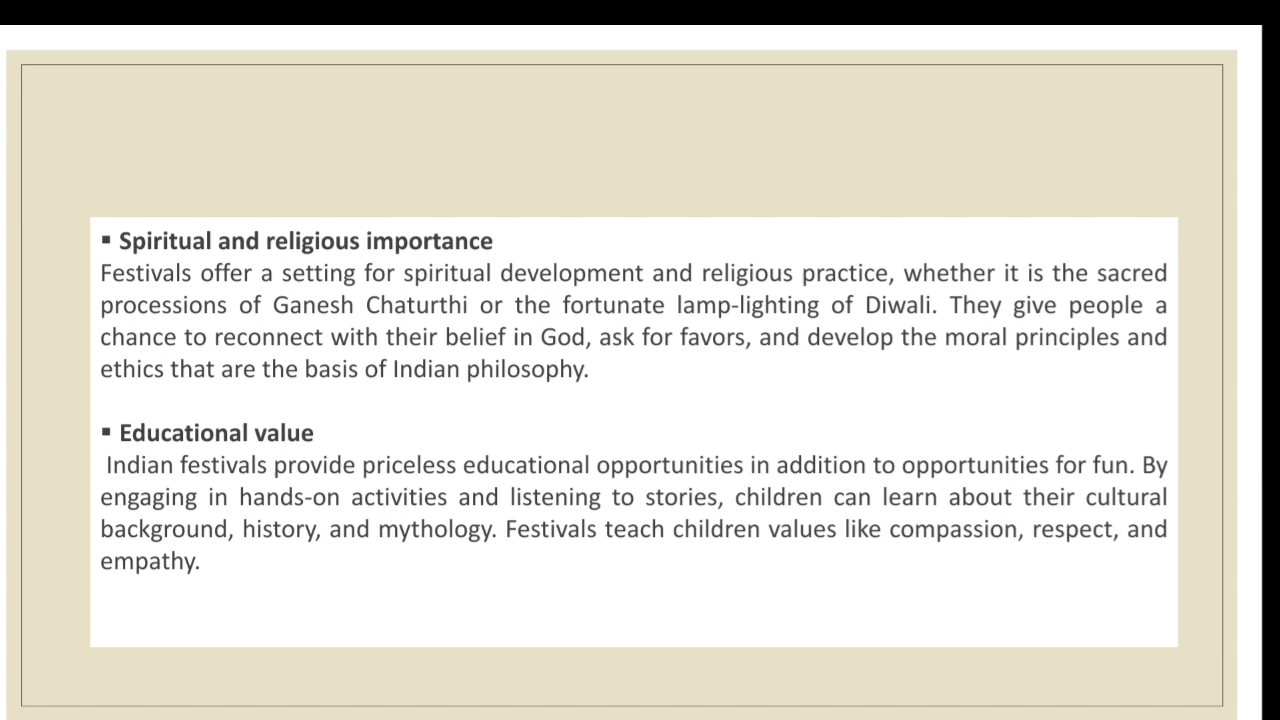 ▪ Spiritual and religious importance
Festivals offer a setting for spiritual development and religious practice, whether it is the sacred
processions of Ganesh Chaturthi or the fortunate lamp-lighting of Diwali. They give people a
chance to reconnect with their belief in God, ask for favors, and develop the moral principles and
ethics that are the basis of Indian philosophy.
▪ Educational value
Indian festivals provide priceless educational opportunities in addition to opportunities for fun. By
engaging in hands-on activities and listening to stories, children can learn about their cultural
background, history, and mythology. Festivals teach children values like compassion, respect, and
empathy.